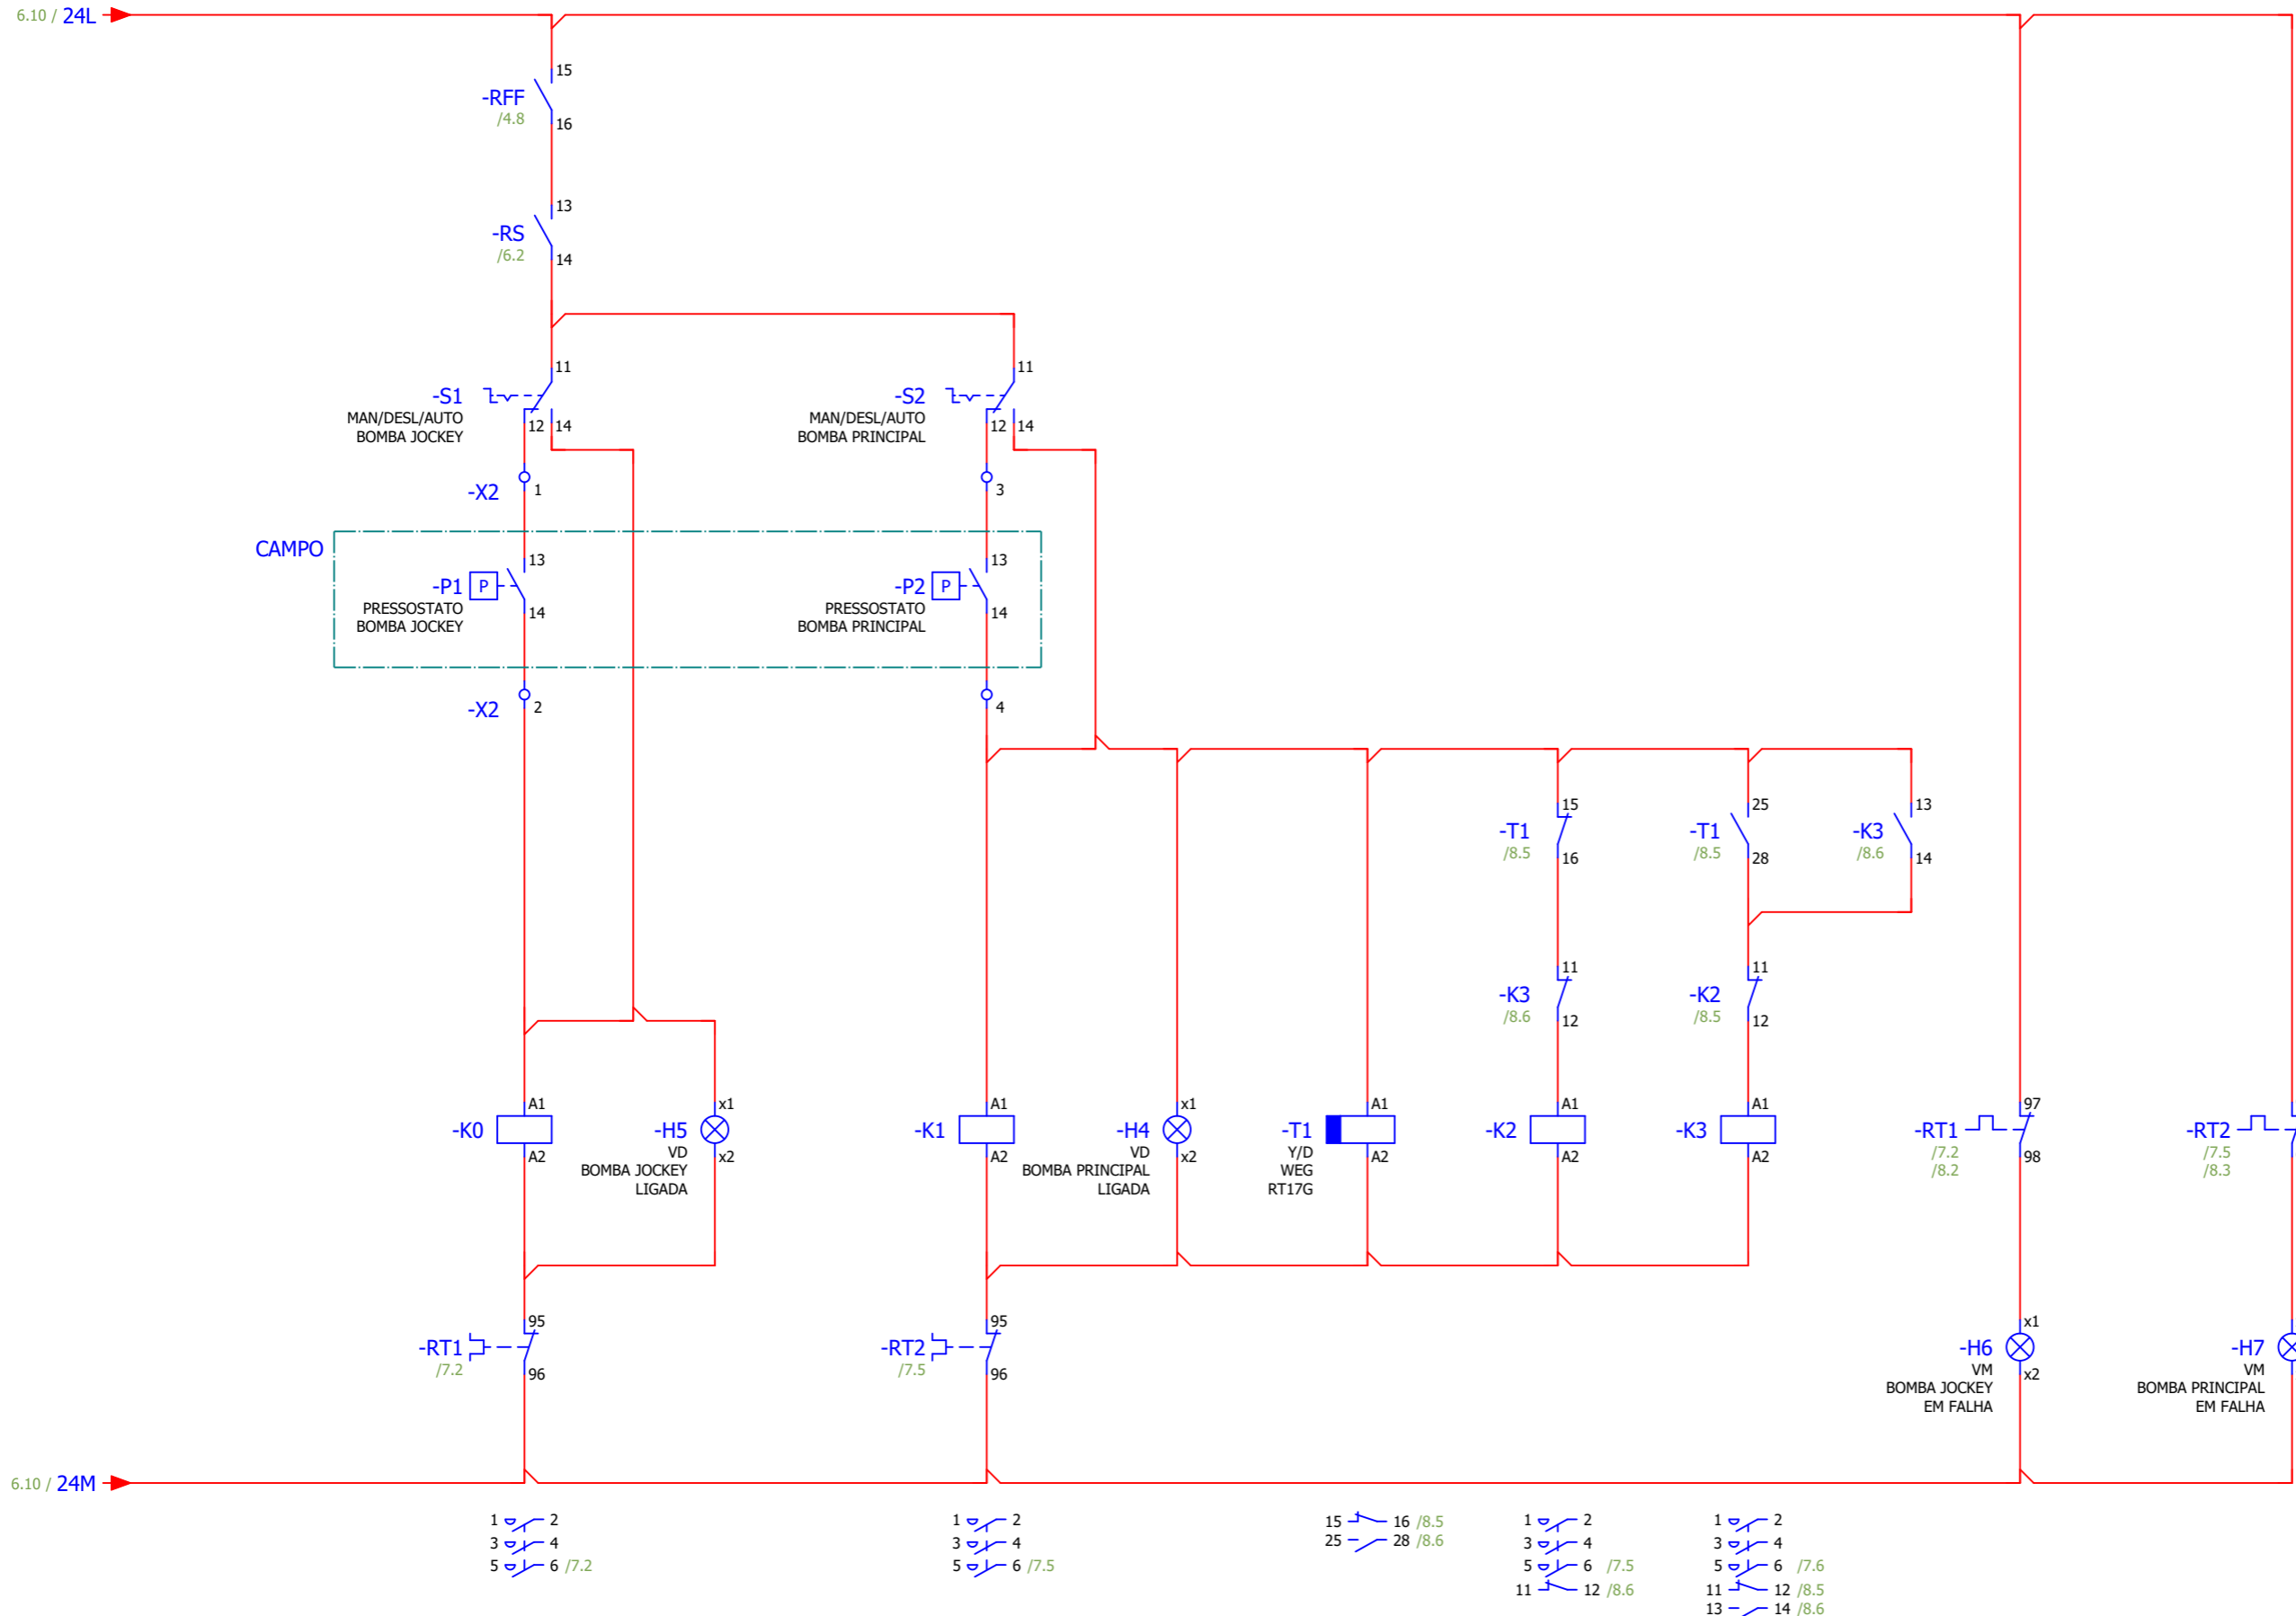 6.10 / 24L
15
-RFF
/4.8
16
13
-RS
/6.2
14
11
-S1
MAN/DESL/AUTO
BOMBA JOCKEY
12 14
11
-S2
MAN/DESL/AUTO
BOMBA PRINCIPAL
12 14
-X2 1
3
CAMPO
13
-P1 P
PRESSOSTATO
BOMBA JOCKEY
14
13
-P2 P
PRESSOSTATO
BOMBA PRINCIPAL
14
-X2 2
4
15
-T1
/8.5
16
25
-T1
/8.5
28
13
-K3
/8.6
14
11
-K3
/8.6
12
11
-K2
/8.5
12
A1
-K0
A2
x1
-H5
VD
BOMBA JOCKEY
LIGADA
x2
A1
-K1
A2
x1
-H4
VD
BOMBA PRINCIPAL
LIGADA
x2
A1
-T1
Y/D
WEG
RT17G
A2
A1
-K2
A2
A1
-K3
A2
97
-RT1
/7.2
/8.2
98
-RT2
/7.5
/8.3
95
-RT1
/7.2
96
95
-RT2
/7.5
96
x1
-H6
VM
BOMBA JOCKEY
EM FALHA
x2
-H7
VM
BOMBA PRINCIPAL
EM FALHA
6.10 / 24M
1 2
3 4
5 6 /7.2
1 2
3 4
5 6 /7.5
15 16 /8.5
25 28 /8.6
1 2
3 4
5 6 /7.5
11 12 /8.6
1 2
3 4
5 6 /7.6
11 12 /8.5
13 14 /8.6